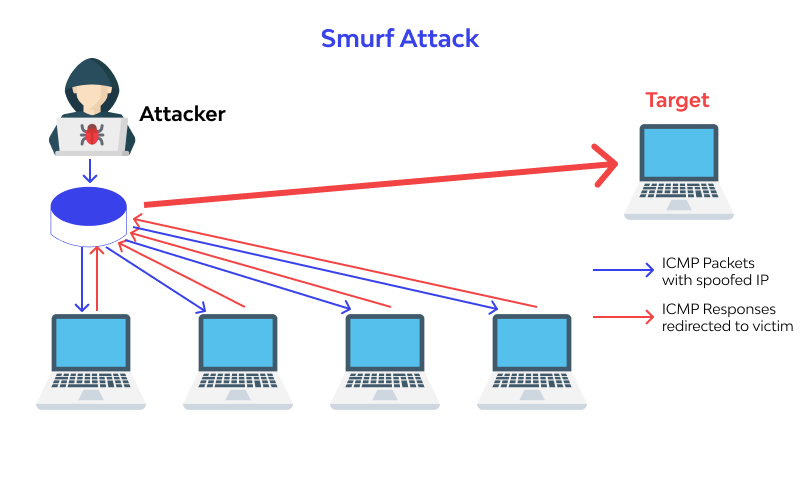 Smurf Attack
Attacker
Target
ICMP Packets
with spoofed IP
ICMP Responses
redirected to victim